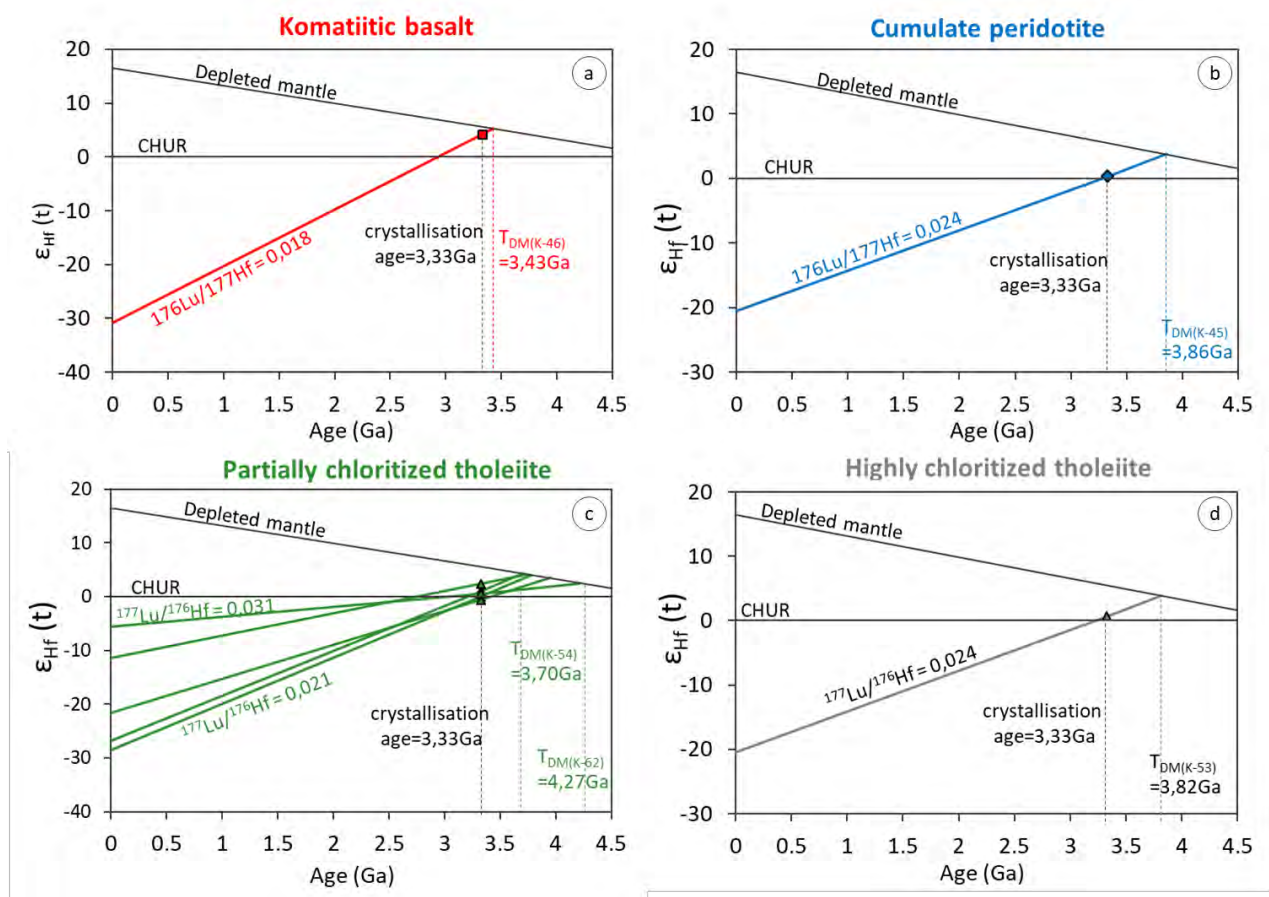 Komatiitic basalt
a
20
10
0
-10
-20
-30
-40
εHf (t)
Depleted mantle
CHUR
176Lu/177Hf = 0,018
crystallisation
age=3,33Ga
TDM(K-46)
=3,43Ga
0 0.5 1 1.5 2 2.5 3 3.5 4 4.5
Age (Ga)
Cumulate peridotite
b
20
10
0
-10
-20
-30
εHf (t)
Depleted mantle
CHUR
176Lu/177Hf = 0,024
crystallisation
age=3,33Ga
TDM(K-45)
=3,86Ga
0 0.5 1 1.5 2 2.5 3 3.5 4 4.5
Age (Ga)
Partially chloritized tholeiite
c
20
10
0
-10
-20
-30
-40
εHf (t)
Depleted mantle
CHUR
¹⁷⁷Lu/¹⁷⁶Hf = 0,031
¹⁷⁷Lu/¹⁷⁶Hf = 0,021
crystallisation
age=3,33Ga
TDM(K-54)
=3,70Ga
TDM(K-62)
=4,27Ga
0 0.5 1 1.5 2 2.5 3 3.5 4 4.5
Age (Ga)
Highly chloritized tholeiite
d
20
10
0
-10
-20
-30
εHf (t)
Depleted mantle
CHUR
¹⁷⁷Lu/¹⁷⁶Hf = 0,024
crystallisation
age=3,33Ga
TDM(K-53)
=3,82Ga
0 0.5 1 1.5 2 2.5 3 3.5 4 4.5
Age (Ga)